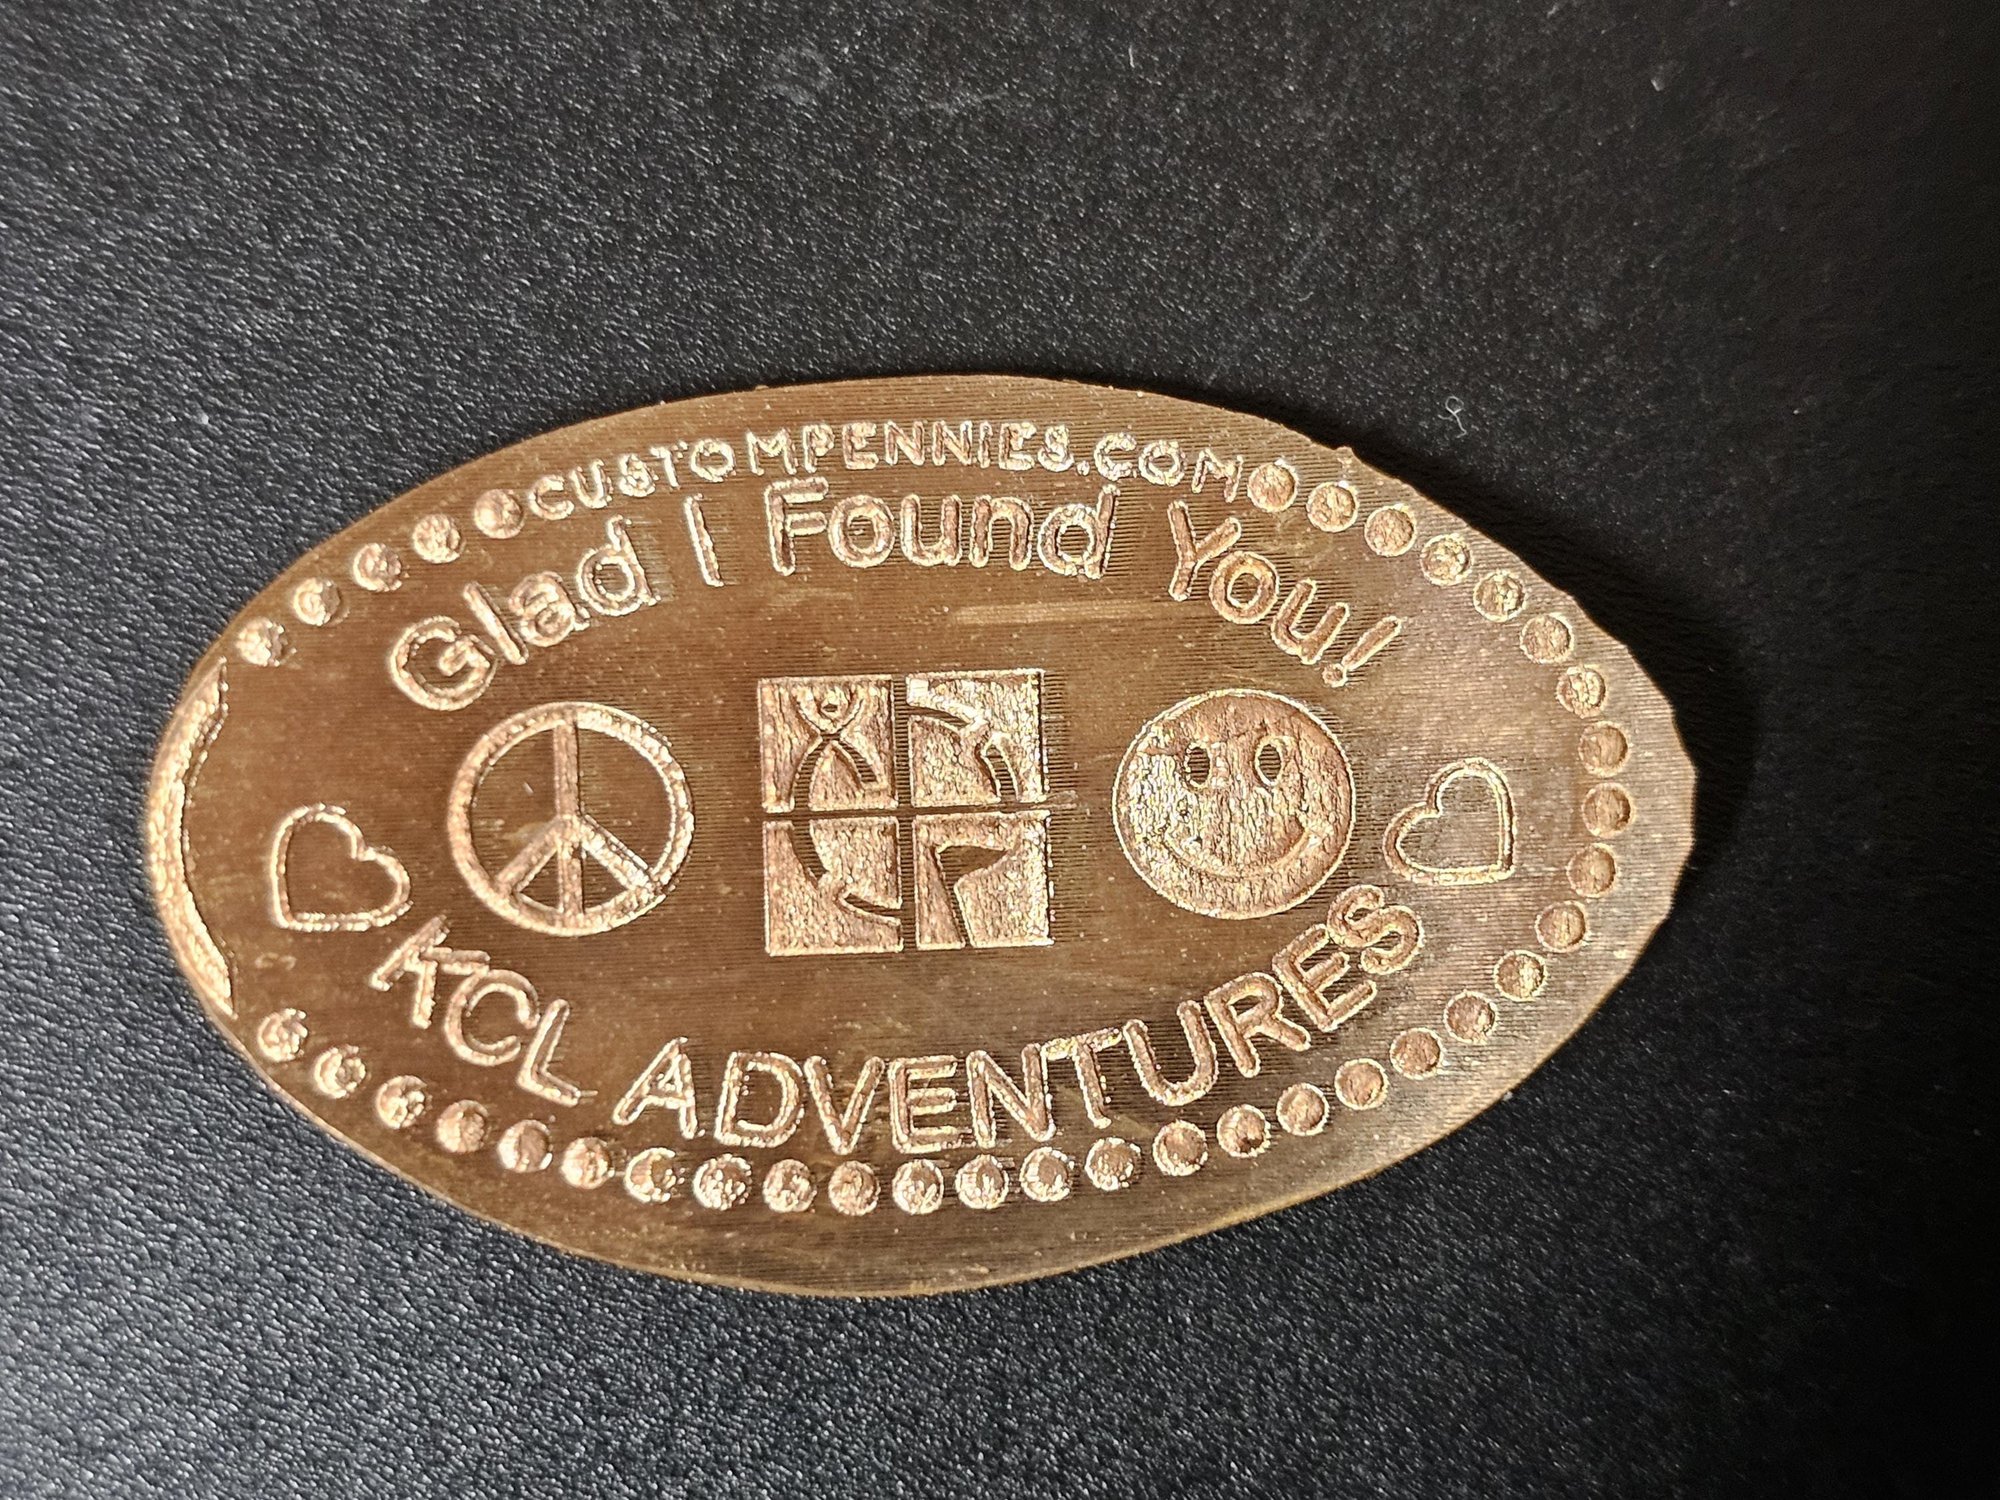 CUSTOMPENNIES.COM
Glad I Found You!
KCL ADVENTURES